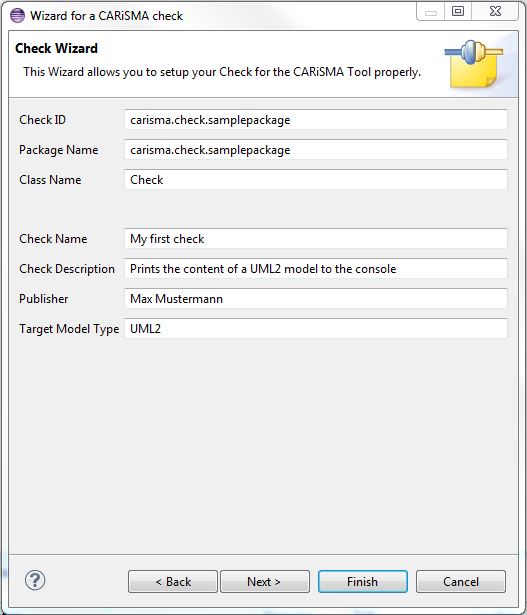 Wizard for a CARiSMA check
Check Wizard
This Wizard allows you to setup your Check for the CARiSMA Tool properly.
Check ID carisma.check.samplepackage
Package Name carisma.check.samplepackage
Class Name Check
Check Name My first check
Check Description Prints the content of a UML2 model to the console
Publisher Max Mustermann
Target Model Type UML2
? < Back Next > Finish Cancel